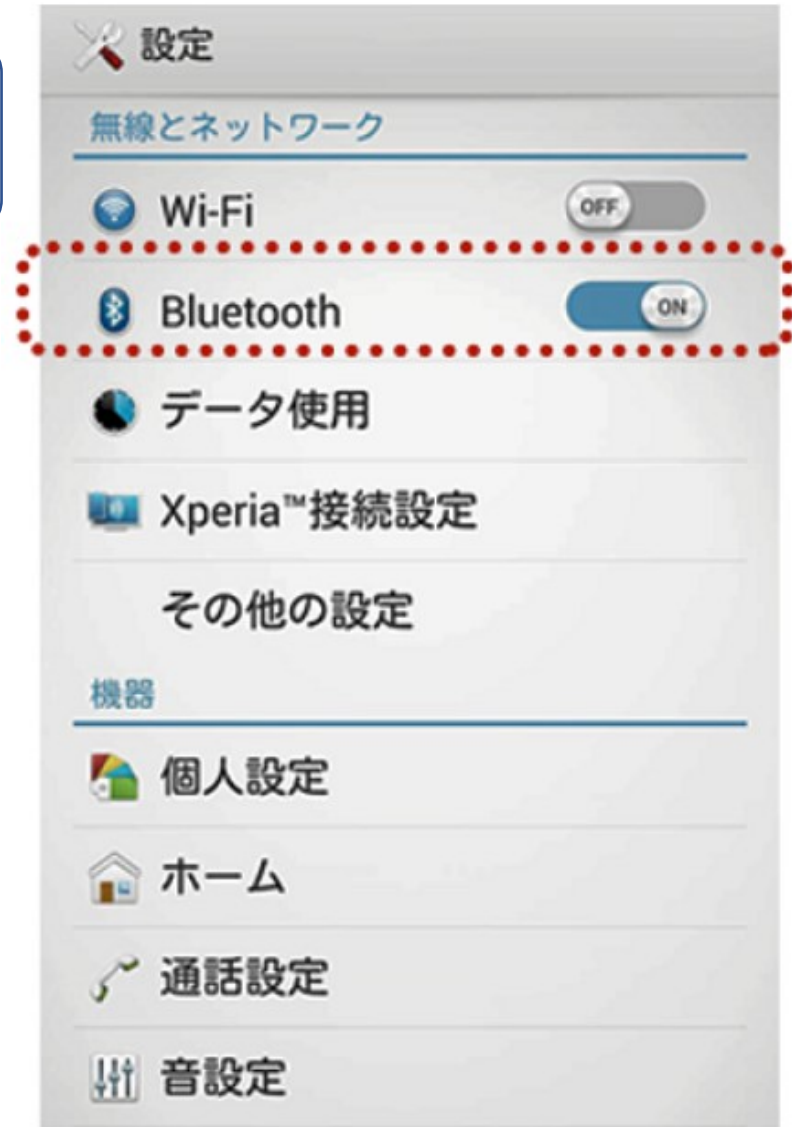 設定
無線とネットワーク
Wi-Fi OFF
Bluetooth ON
データ使用
Xperia™接続設定
その他の設定
機器
個人設定
ホーム
通話設定
音設定